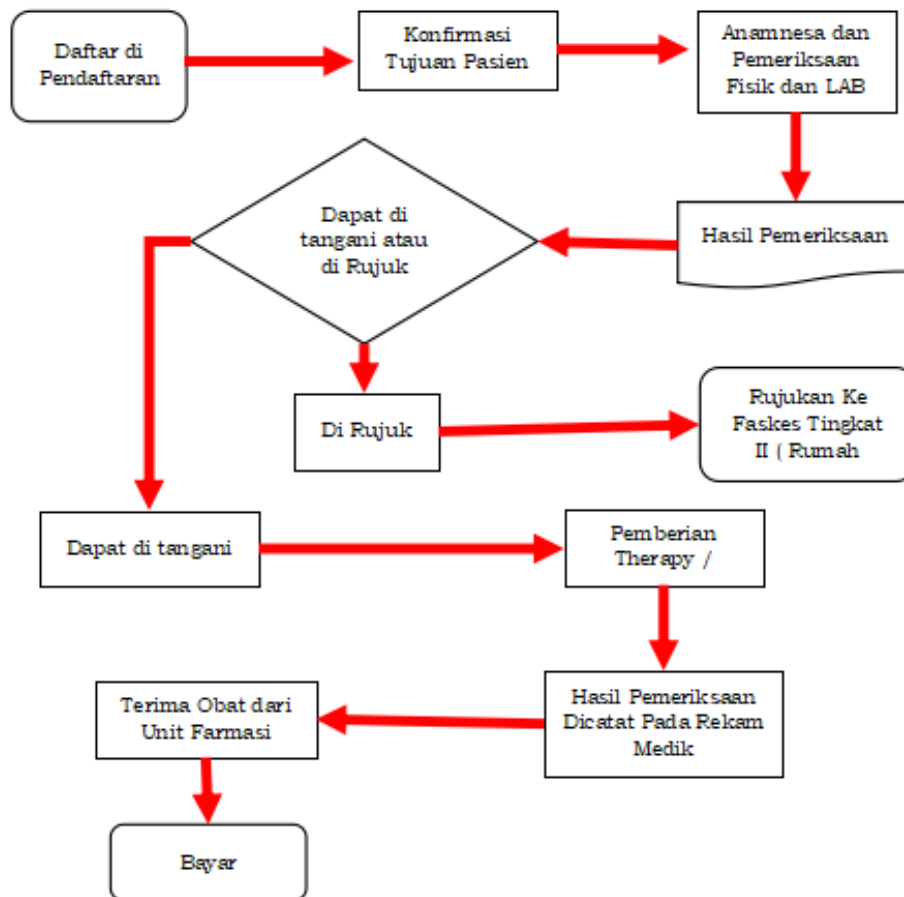 Daftar di
Pendaftaran
Konfirmasi
Tujuan Pasien
Anamnesa dan
Pemeriksaan
Fisik dan LAB
Hasil Pemeriksaan
Dapat di
tangani atau
di Rujuk
Di Rujuk
Rujukan Ke
Faskes Tingkat
II ( Rumah
Dapat di tangani
Pemberian
Therapy /
Hasil Pemeriksaan
Dicatat Pada Rekam
Medik
Terima Obat dari
Unit Farmasi
Bayar